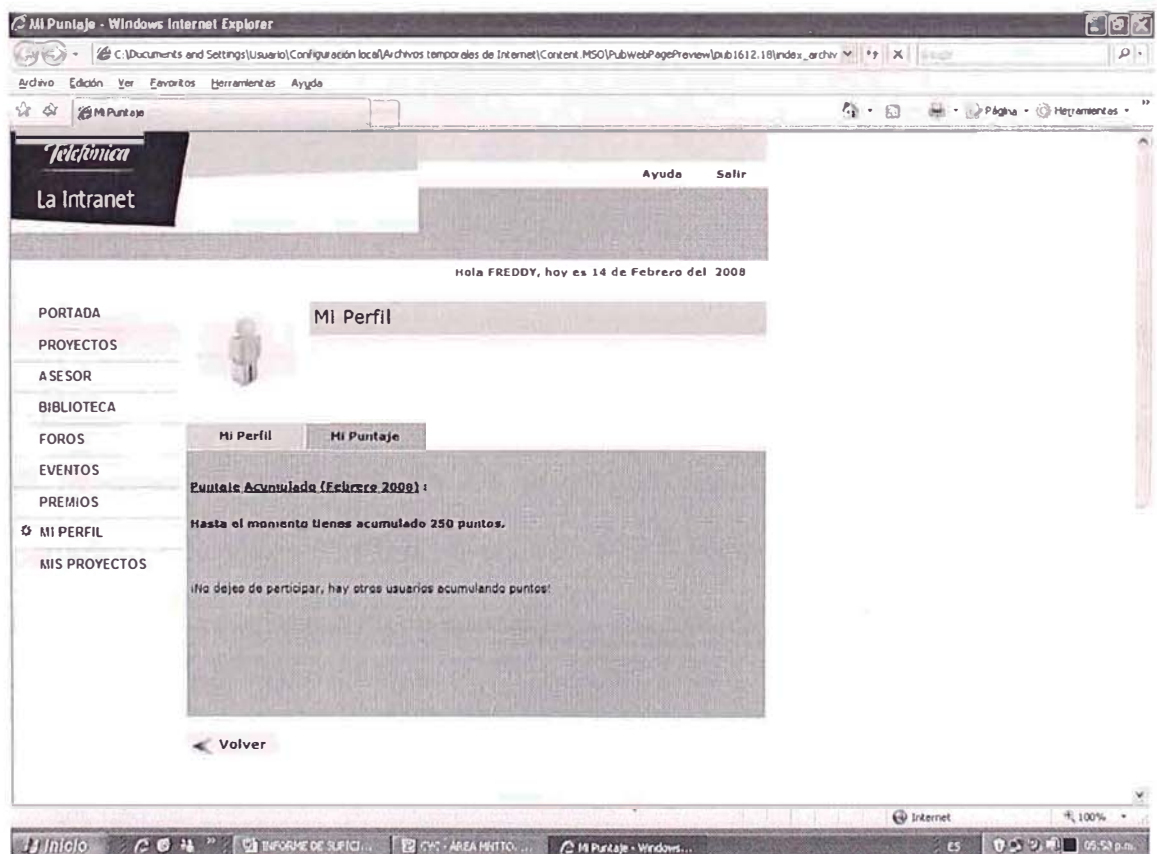 Mi Puntaje - Windows Internet Explorer
C:\Documents and Settings\Usuario\Configuración local\Archivos temporales de Internet\Content.MSO\PubWebPagePreview\pub1612.18\index_archiv
Archivo Edición Ver Favoritos Herramientas Ayuda
Mi Puntaje
Página Herramientas
Telefónica
La Intranet
Ayuda Salir
Hola FREDDY, hoy es 14 de Febrero del 2008
PORTADA
PROYECTOS
ASESOR
BIBLIOTECA
FOROS
EVENTOS
PREMIOS
MI PERFIL
MIS PROYECTOS
Mi Perfil
Mi Perfil Mi Puntaje
Puntaje Acumulado (Febrero 2008) :
Hasta el momento tienes acumulado 250 puntos.
¡No dejes de participar, hay otros usuarios acumulando puntos!
Volver
Internet 100%
Inicio
INFORME DE SUFICI...
CYC - ÁREA MNTTO. ...
Mi Puntaje - Windows...
ES
05:53 p.m.